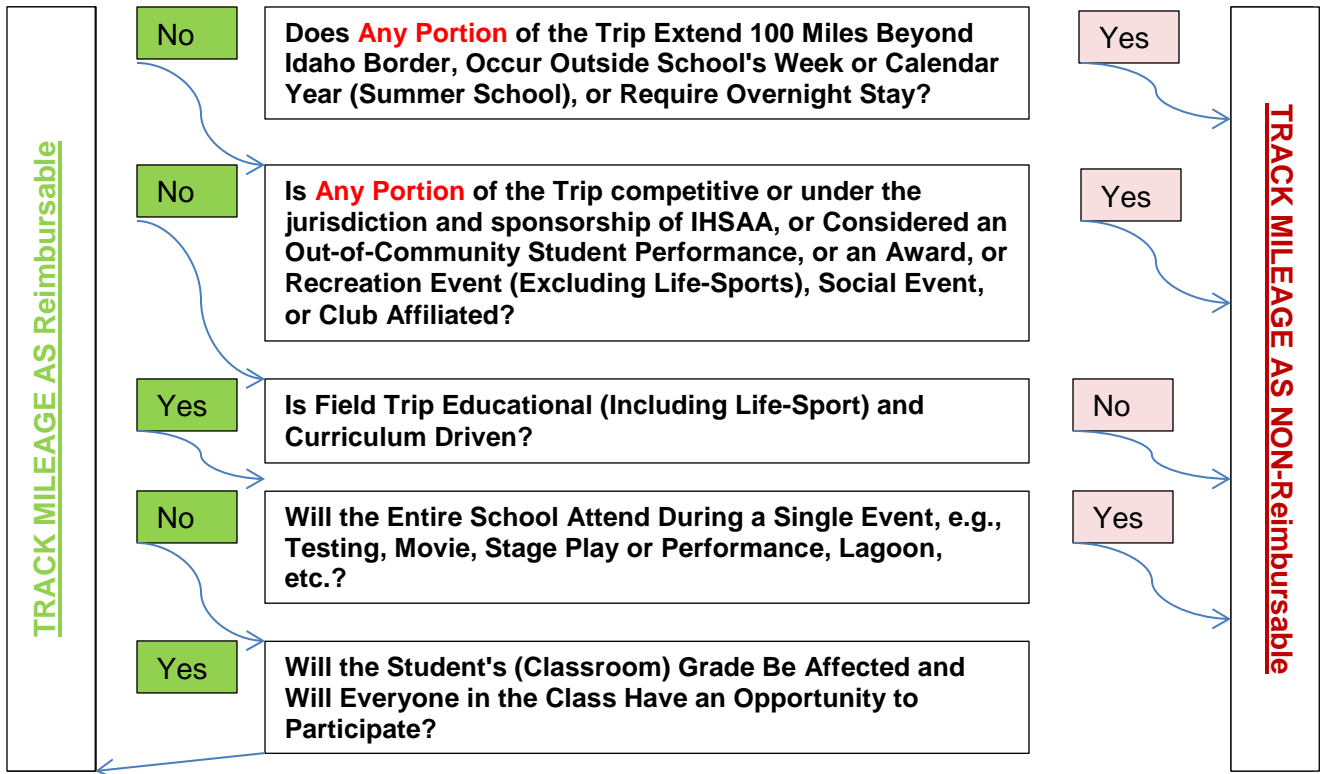 TRACK MILEAGE AS Reimbursable
No
Does Any Portion of the Trip Extend 100 Miles Beyond
Idaho Border, Occur Outside School's Week or Calendar
Year (Summer School), or Require Overnight Stay?
Yes
No
Is Any Portion of the Trip competitive or under the
jurisdiction and sponsorship of IHSAA, or Considered an
Out-of-Community Student Performance, or an Award, or
Recreation Event (Excluding Life-Sports), Social Event,
or Club Affiliated?
Yes
Yes
Is Field Trip Educational (Including Life-Sport) and
Curriculum Driven?
No
No
Will the Entire School Attend During a Single Event, e.g.,
Testing, Movie, Stage Play or Performance, Lagoon,
etc.?
Yes
Yes
Will the Student's (Classroom) Grade Be Affected and
Will Everyone in the Class Have an Opportunity to
Participate?
TRACK MILEAGE AS NON-Reimbursable